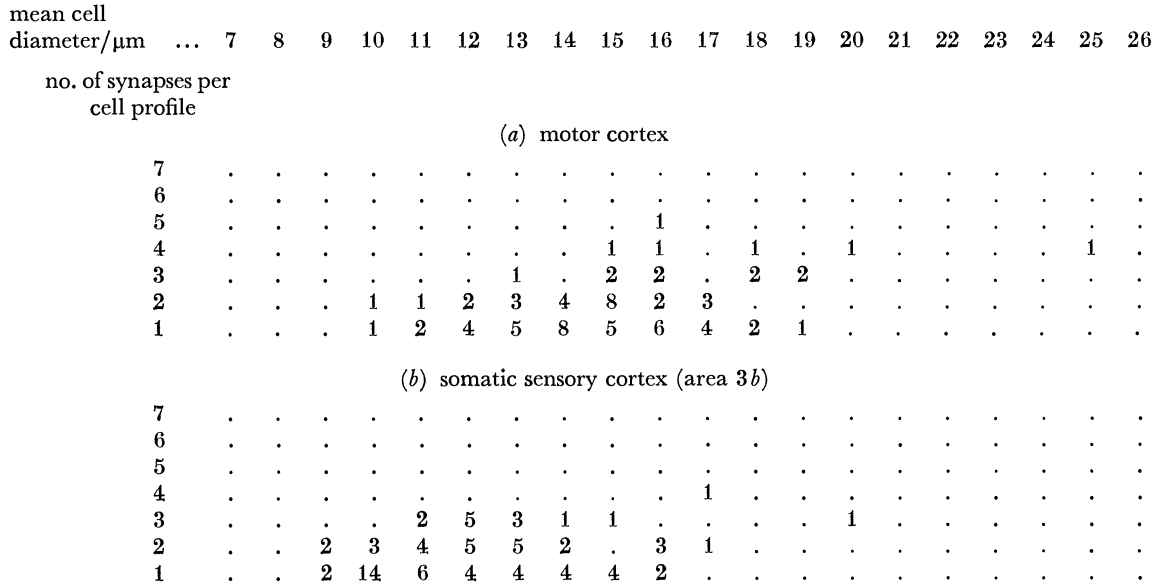 mean cell
diameter/μm ... 7 8 9 10 11 12 13 14 15 16 17 18 19 20 21 22 23 24 25 26
no. of synapses per
cell profile
(a) motor cortex
7 . . . . . . . . . . . . . . . . . . . .
6 . . . . . . . . . . . . . . . . . . . .
5 . . . . . . . . . 1 . . . . . . . . . .
4 . . . . . . . . 1 1 . 1 . 1 . . . . 1 .
3 . . . . . . 1 . 2 2 . 2 2 . . . . . . .
2 . . . 1 1 2 3 4 8 2 3 . . . . . . . . .
1 . . . 1 2 4 5 8 5 6 4 2 1 . . . . . . .
(b) somatic sensory cortex (area 3b)
7 . . . . . . . . . . . . . . . . . . . .
6 . . . . . . . . . . . . . . . . . . . .
5 . . . . . . . . . . . . . . . . . . . .
4 . . . . . . . . . . 1 . . . . . . . . .
3 . . . . 2 5 3 1 1 . . . . 1 . . . . . .
2 . . 2 3 4 5 5 2 . 3 1 . . . . . . . . .
1 . . 2 14 6 4 4 4 4 2 . . . . . . . . . .